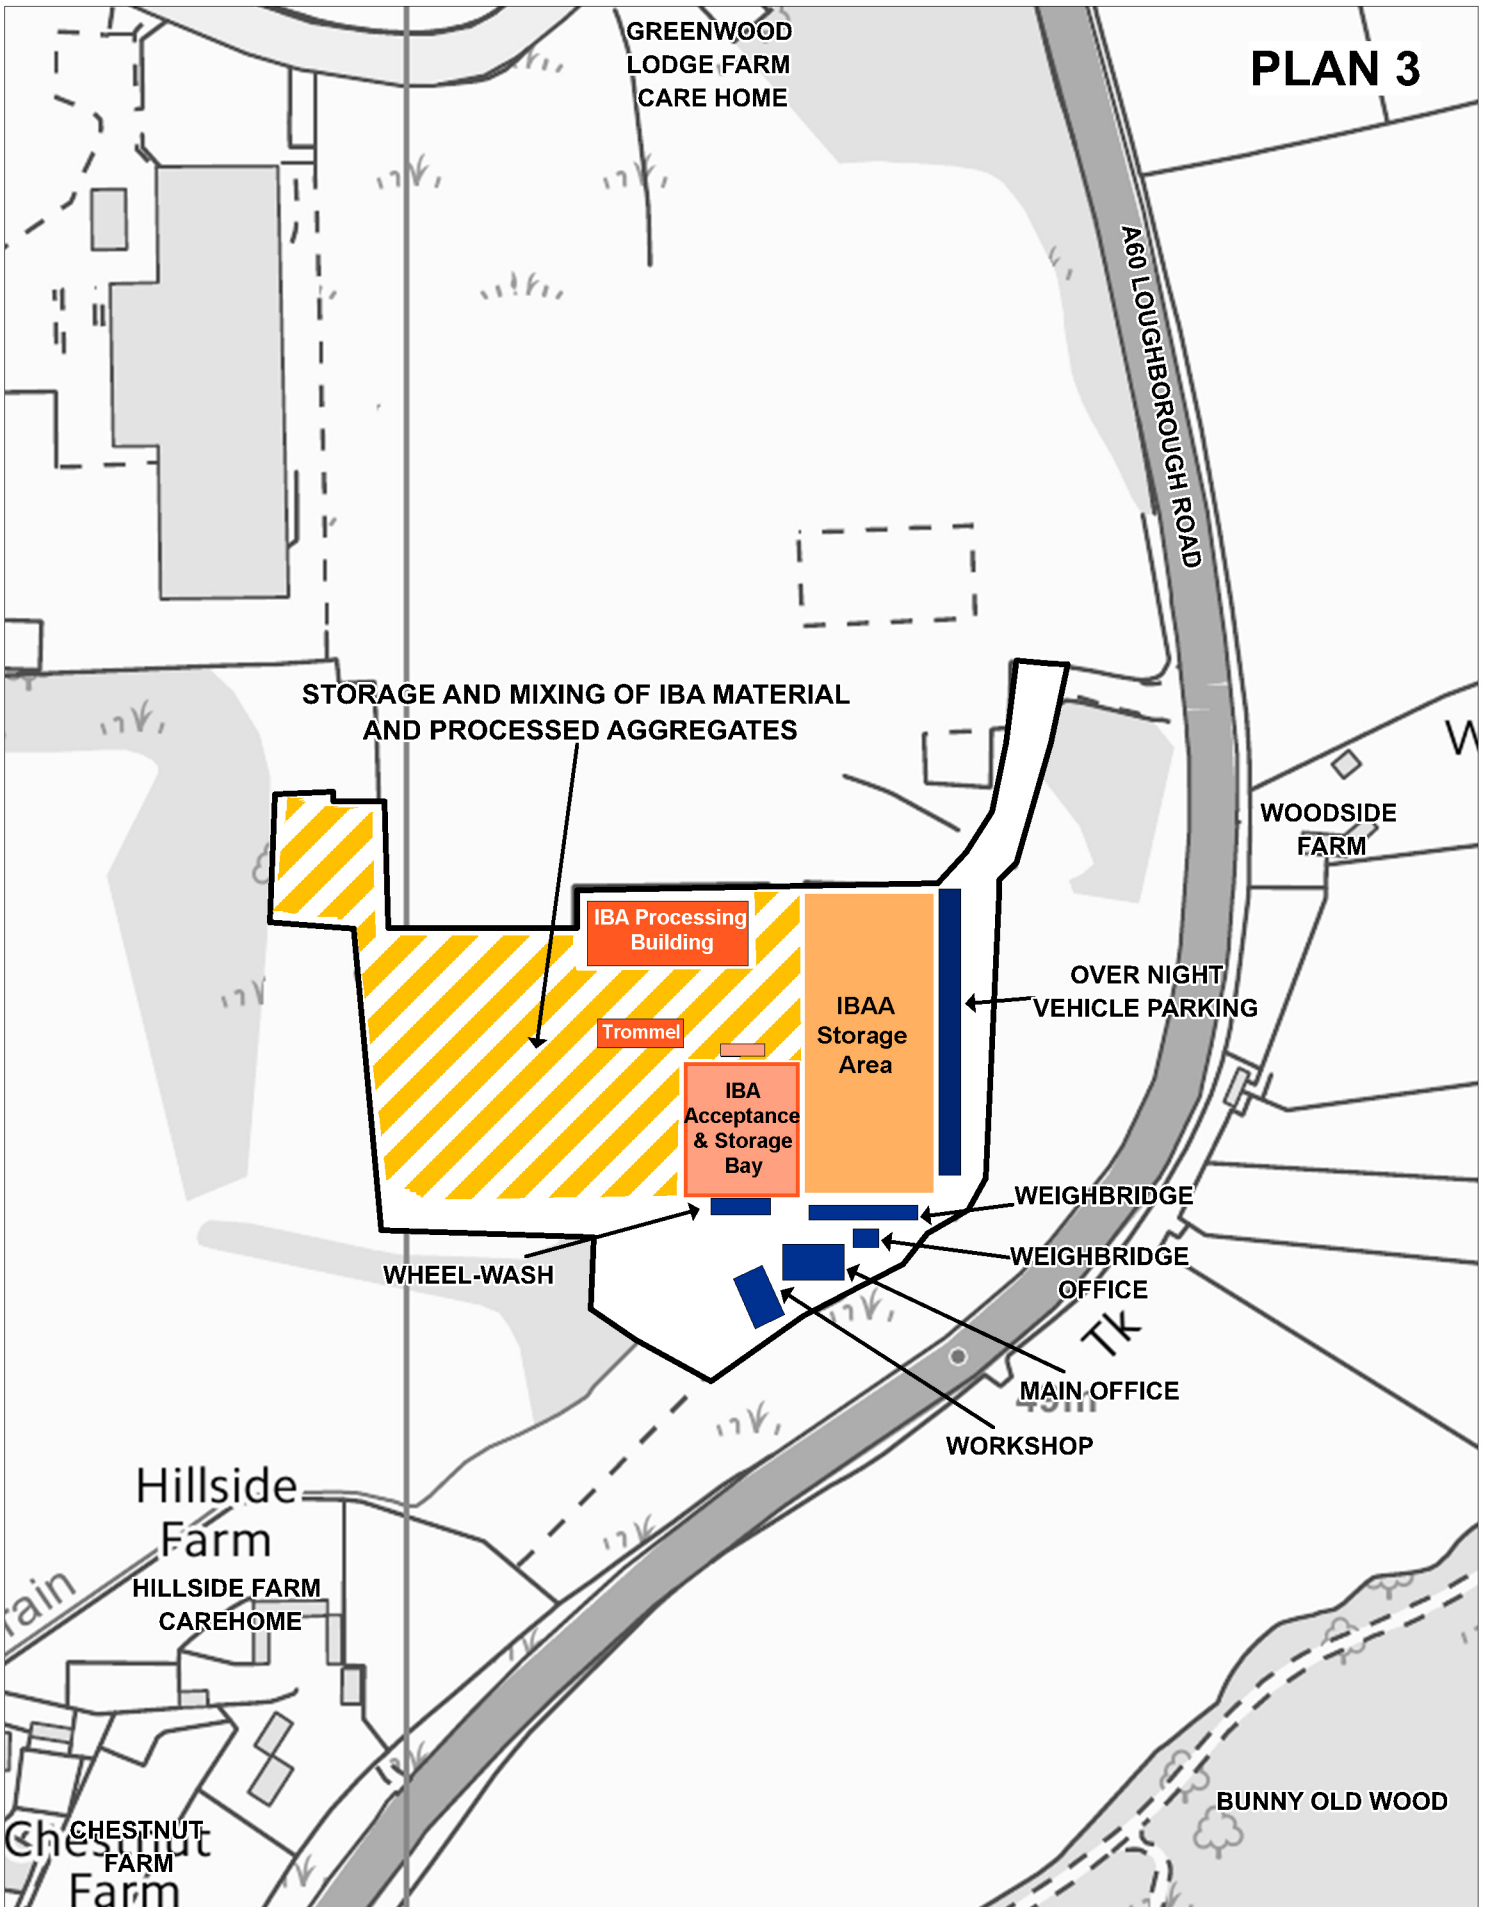 GREENWOOD
LODGE FARM
CARE HOME
PLAN 3
A60 LOUGHBOROUGH ROAD
STORAGE AND MIXING OF IBA MATERIAL
AND PROCESSED AGGREGATES
W
WOODSIDE
FARM
IBA Processing
Building
IBAA
Storage
Area
OVER NIGHT
VEHICLE PARKING
Trommel
IBA
Acceptance
& Storage
Bay
WEIGHBRIDGE
WHEEL-WASH
WEIGHBRIDGE
OFFICE
Tk
MAIN OFFICE
WORKSHOP
Hillside
Farm
HILLSIDE FARM
CAREHOME
rain
BUNNY OLD WOOD
CHESTNUT
FARM
Chestnut
Farm